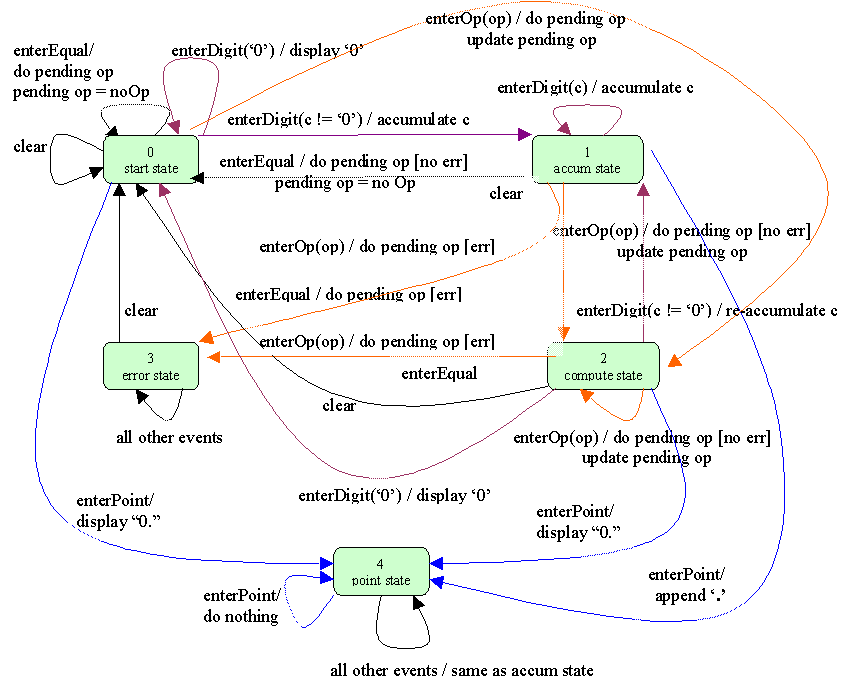 enterOp(op) / do pending op
update pending op
enterEqual/
do pending op
pending op = noOp
enterDigit(‘0’) / display ‘0’
enterDigit(c) / accumulate c
enterDigit(c != ‘0’) / accumulate c
clear
0
start state
1
accum state
enterEqual / do pending op [no err]
pending op = no Op
clear
enterOp(op) / do pending op [no err]
update pending op
enterOp(op) / do pending op [err]
enterEqual / do pending op [err]
clear
enterDigit(c != ‘0’) / re-accumulate c
enterOp(op) / do pending op [err]
3
error state
2
compute state
enterEqual
clear
all other events
enterOp(op) / do pending op [no err]
update pending op
enterDigit(‘0’) / display ‘0’
enterPoint/
display “0.”
enterPoint/
display “0.”
4
point state
enterPoint/
do nothing
enterPoint/
append ‘.’
all other events / same as accum state